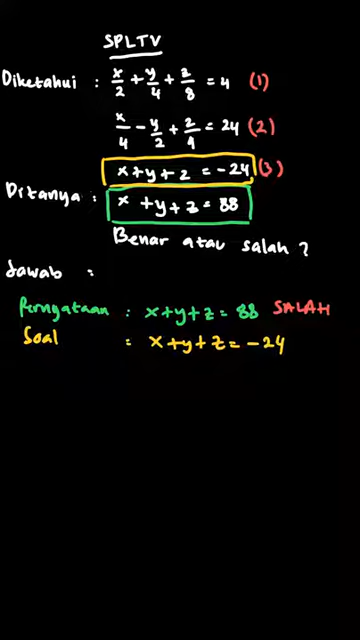 SPLTV
Diketahui : x/2 + y/4 + z/8 = 4 (1)
x/4 - y/2 + z/4 = 24 (2)
x+y+z = -24 (3)
Ditanya : x +y+z = 88
Benar atau salah ?
Jawab :
Pernyataan : x+y+z = 88 SALAH
Soal : x+y+z = -24